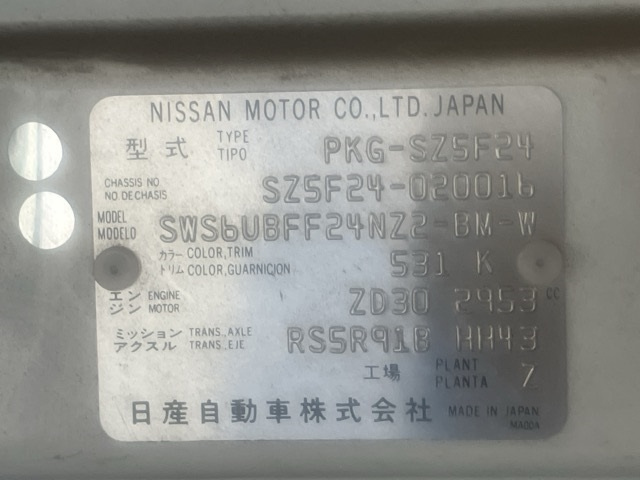 NISSAN MOTOR CO.,LTD. JAPAN
型式 TYPE TIPO PKG-SZ5F24
CHASSIS NO. NO DE CHASIS SZ5F24-020016
MODEL MODELO SWS6UBFF24NZ2-BM-W
カラー COLOR,TRIM トリム COLOR,GUARNICION 531 K
エンジン ENGINE MOTOR ZD30 2953 CC
ミッション TRANS.,AXLE アクスル TRANS.,EJE RS5R91B HH43
工場 PLANT PLANTA Z
日産自動車株式会社 MADE IN JAPAN
MA00A